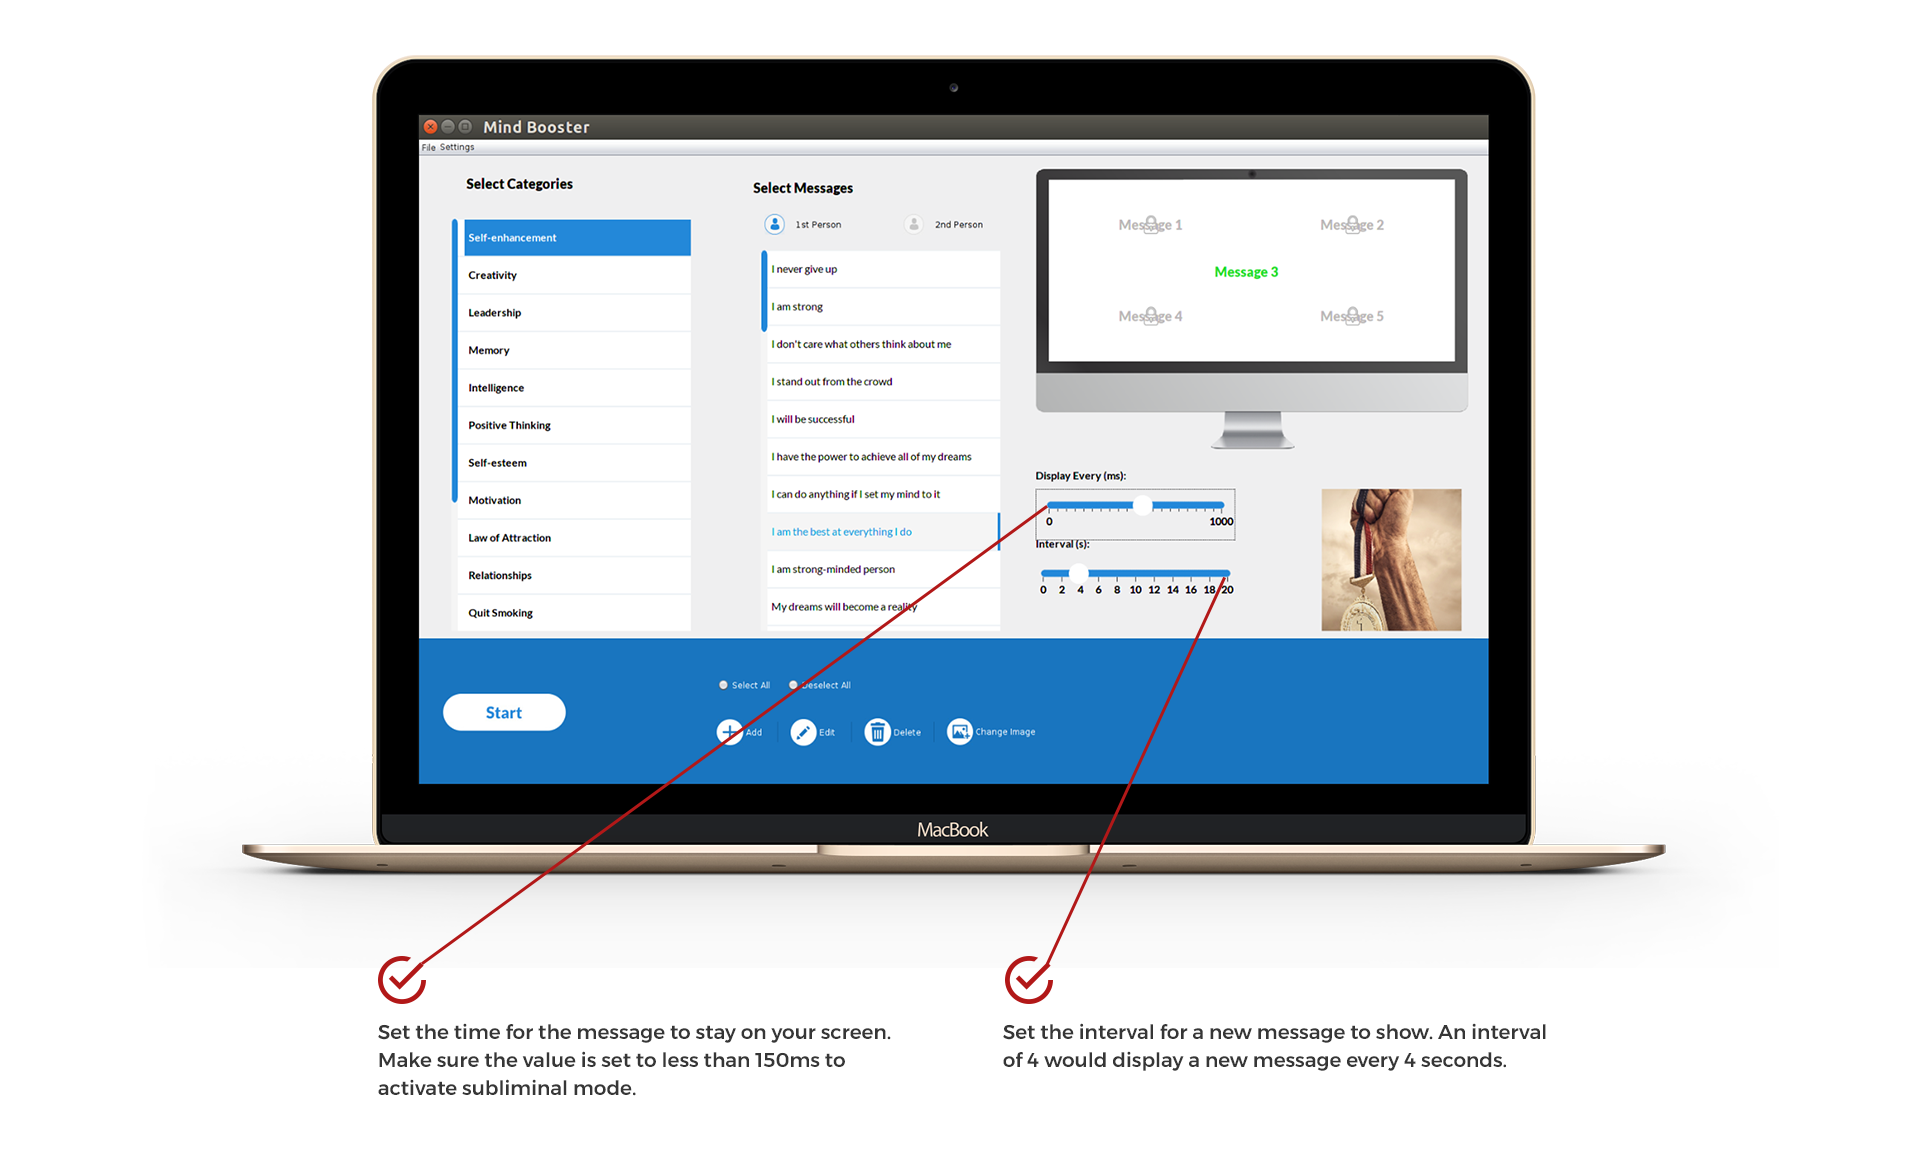 Mind Booster
File Settings
Select Categories
Self-enhancement
Creativity
Leadership
Memory
Intelligence
Positive Thinking
Self-esteem
Motivation
Law of Attraction
Relationships
Quit Smoking
Select Messages
1st Person
2nd Person
I never give up
I am strong
I don't care what others think about me
I stand out from the crowd
I will be successful
I have the power to achieve all of my dreams
I can do anything if I set my mind to it
I am the best at everything I do
I am strong-minded person
My dreams will become a reality
Message 1
Message 2
Message 3
Message 4
Message 5
Display Every (ms):
0 1000
Interval (s):
0 2 4 6 8 10 12 14 16 18 20
Start
Select All
Deselect All
Add
Edit
Delete
Change Image
MacBook
Set the time for the message to stay on your screen.
Make sure the value is set to less than 150ms to
activate subliminal mode.
Set the interval for a new message to show. An interval
of 4 would display a new message every 4 seconds.